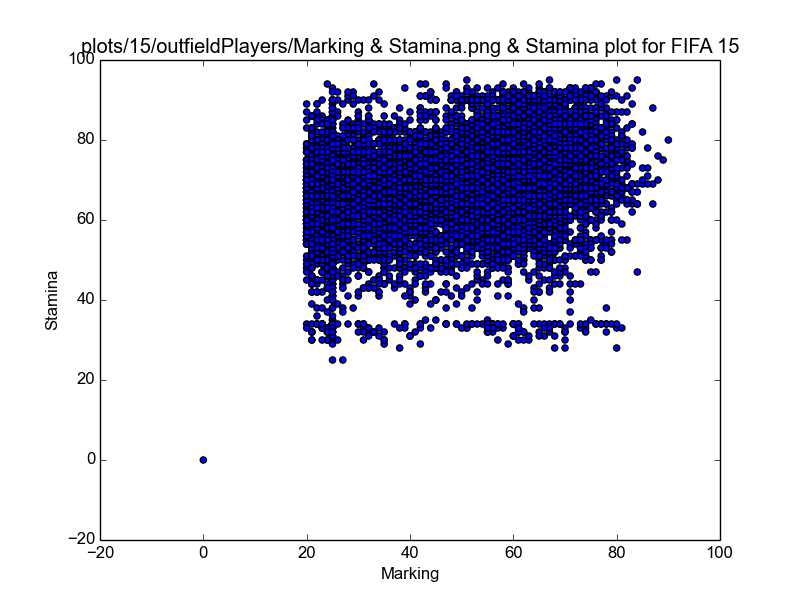 plots/15/outfieldPlayers/Marking & Stamina.png & Stamina plot for FIFA 15
100
80
60
40
20
0
−20
Stamina
−20 0 20 40 60 80 100
Marking